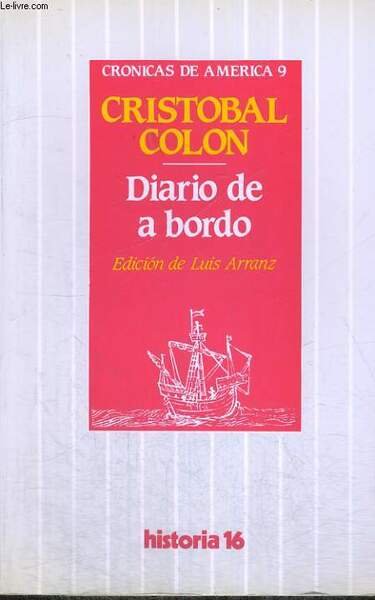 Le-livre.com
CRONICAS DE AMERICA 9
CRISTOBAL
COLON
Diario de
a bordo
Edición de Luis Arranz
historia 16